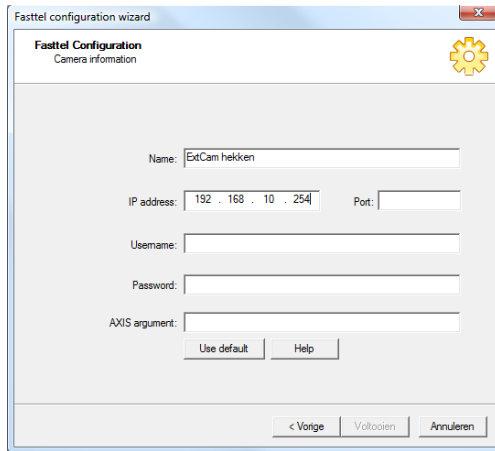 Fasttel configuration wizard
Fasttel Configuration
Camera information
Name: ExtCam hekken
IP address: 192 . 168 . 10 . 254 Port:
Username:
Password:
AXIS argument:
Use default Help
< Vorige Voltooien Annuleren